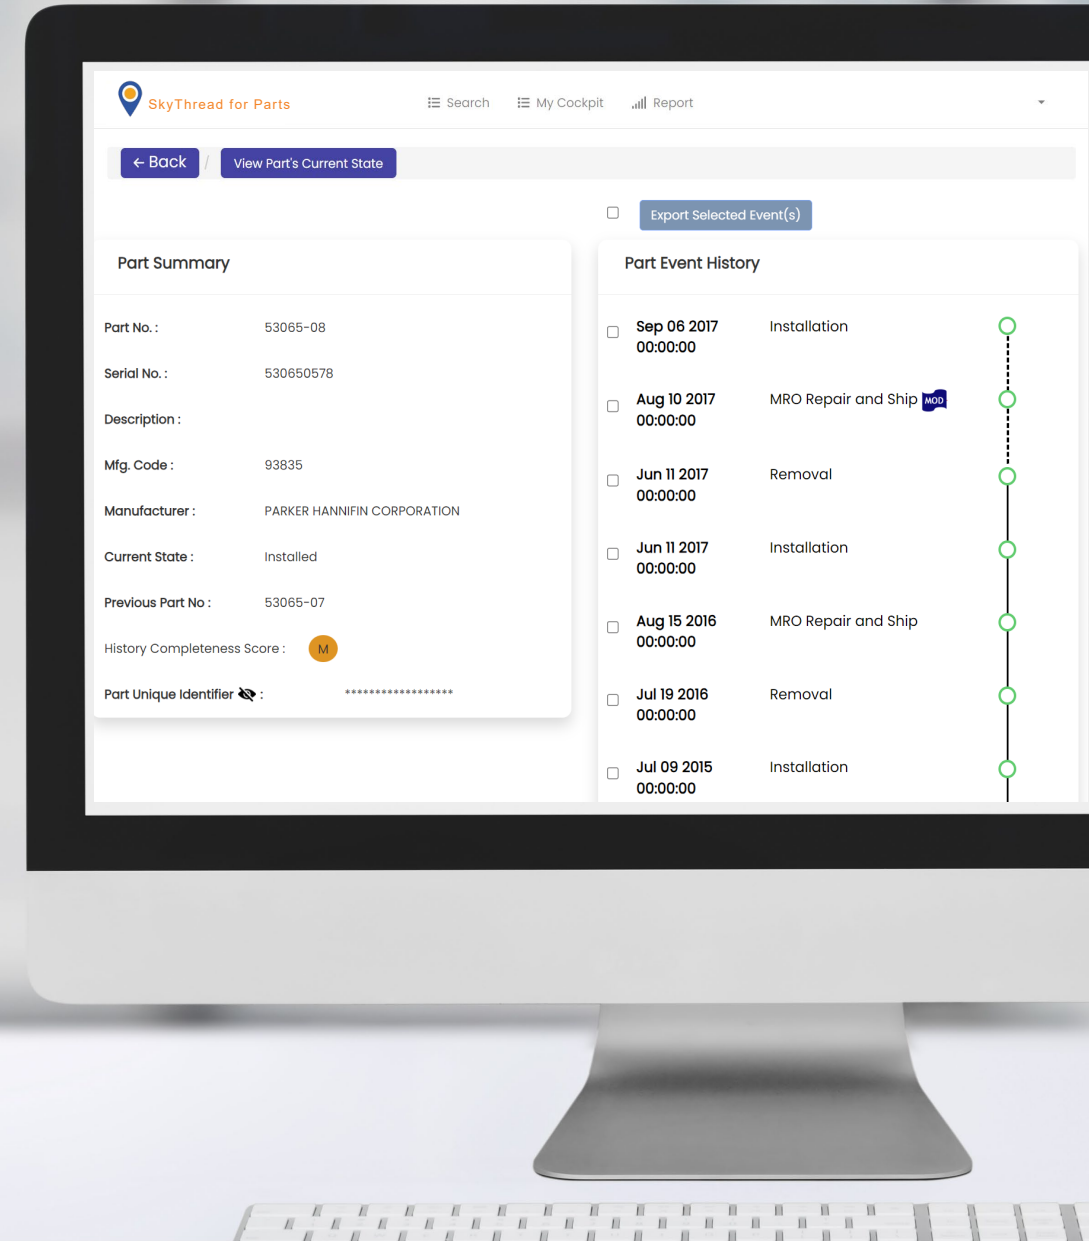 SkyThread for Parts
Search
My Cockpit
Report
← Back / View Part's Current State
Export Selected Event(s)
Part Summary
Part No. : 53065-08
Serial No. : 530650578
Description :
Mfg. Code : 93835
Manufacturer : PARKER HANNIFIN CORPORATION
Current State : Installed
Previous Part No : 53065-07
History Completeness Score : M
Part Unique Identifier : ******************
Part Event History
Sep 06 2017 Installation
00:00:00
Aug 10 2017 MRO Repair and Ship MOD
00:00:00
Jun 11 2017 Removal
00:00:00
Jun 11 2017 Installation
00:00:00
Aug 15 2016 MRO Repair and Ship
00:00:00
Jul 19 2016 Removal
00:00:00
Jul 09 2015 Installation
00:00:00